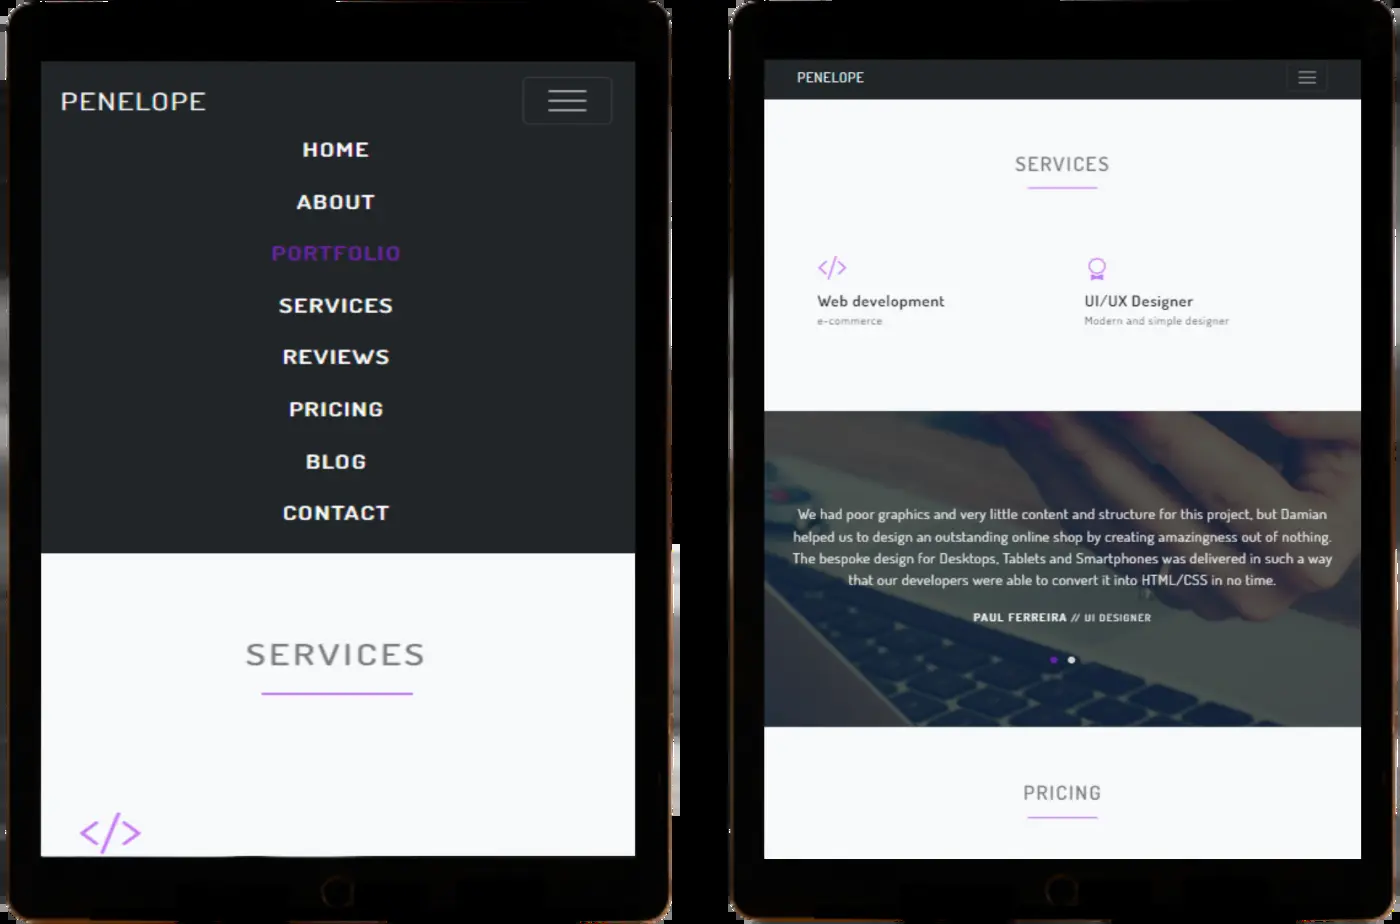 PENELOPE
HOME
ABOUT
PORTFOLIO
SERVICES
REVIEWS
PRICING
BLOG
CONTACT
SERVICES
</>
PENELOPE
SERVICES
</>
Web development
e-commerce
UI/UX Designer
Modern and simple designer
We had poor graphics and very little content and structure for this project, but Damian
helped us to design an outstanding online shop by creating amazingness out of nothing.
The bespoke design for Desktops, Tablets and Smartphones was delivered in such a way
that our developers were able to convert it into HTML/CSS in no time.
PAUL FERREIRA // UI DESIGNER
PRICING